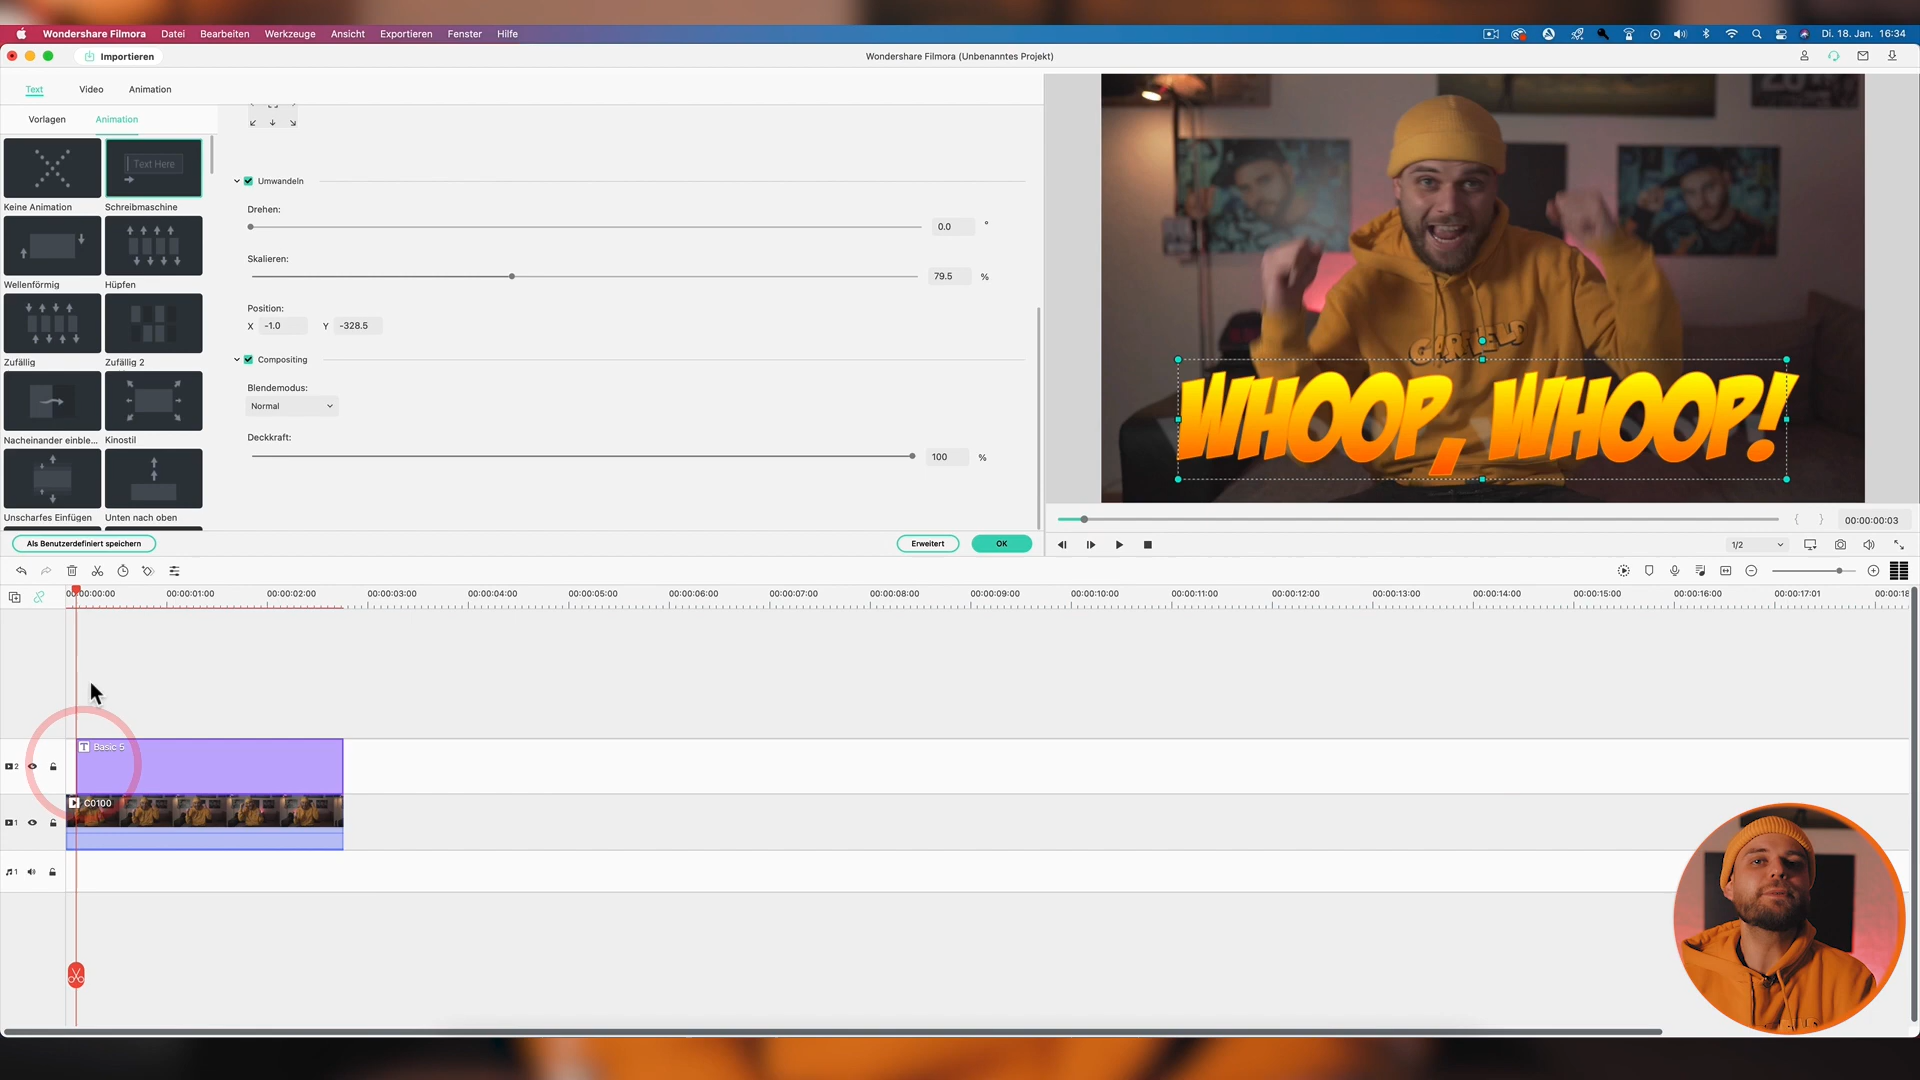 Wondershare Filmora Datei Bearbeiten Werkzeuge Ansicht Exportieren Fenster Hilfe Di. 18. Jan. 16:34
Importieren Wondershare Filmora (Unbenanntes Projekt)
Text Video Animation
Vorlagen Animation
Text Here
Keine Animation Schreibmaschine
Wellenförmig Hüpfen
Zufällig Zufällig 2
Nacheinander einble... Kinostil
Unscharfes Einfügen Unten nach oben
Umwandeln
Drehen:
0.0 °
Skalieren:
79.5 %
Position:
X -1.0 Y -328.5
Compositing
Blendemodus:
Normal
Deckkraft:
100 %
GARFIELD
WHOOP, WHOOP!
Als Benutzerdefiniert speichern Erweitert OK
00:00:00:03
1/2
00:00:00:00 00:00:01:00 00:00:02:00 00:00:03:00 00:00:04:00 00:00:05:00 00:00:06:00 00:00:07:00 00:00:08:00 00:00:09:00 00:00:10:00 00:00:11:00 00:00:12:00 00:00:13:00 00:00:14:00 00:00:15:00 00:00:16:00 00:00:17:01 00:00:18
2 T Basic 5
C0100
1
1